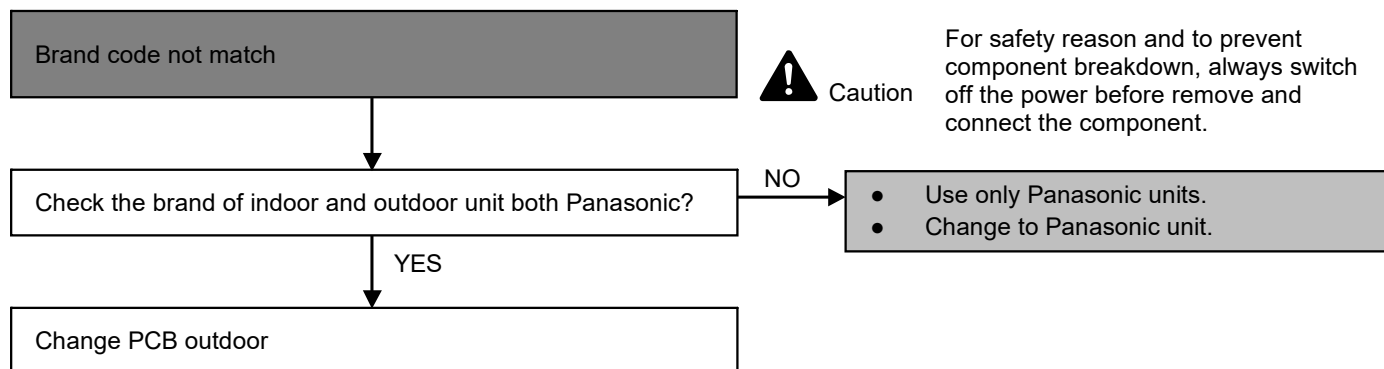 Brand code not match
Caution
For safety reason and to prevent
component breakdown, always switch
off the power before remove and
connect the component.
Check the brand of indoor and outdoor unit both Panasonic?
NO
● Use only Panasonic units.
● Change to Panasonic unit.
YES
Change PCB outdoor